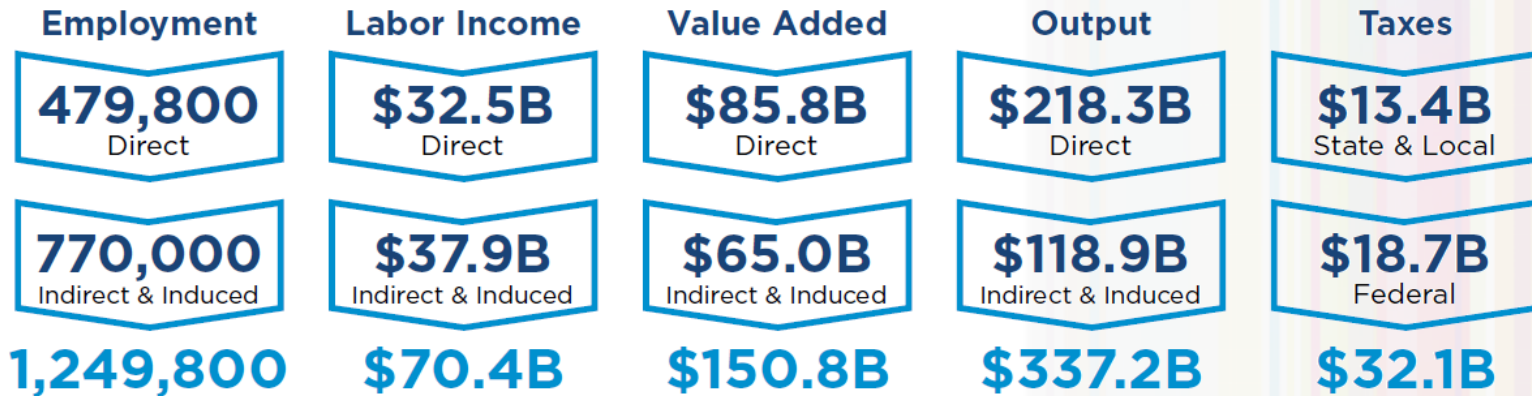 Employment Labor Income Value Added Output Taxes
479,800 $32.5B $85.8B $218.3B $13.4B
Direct Direct Direct Direct State & Local
770,000 $37.9B $65.0B $118.9B $18.7B
Indirect & Induced Indirect & Induced Indirect & Induced Indirect & Induced Federal
1,249,800 $70.4B $150.8B $337.2B $32.1B